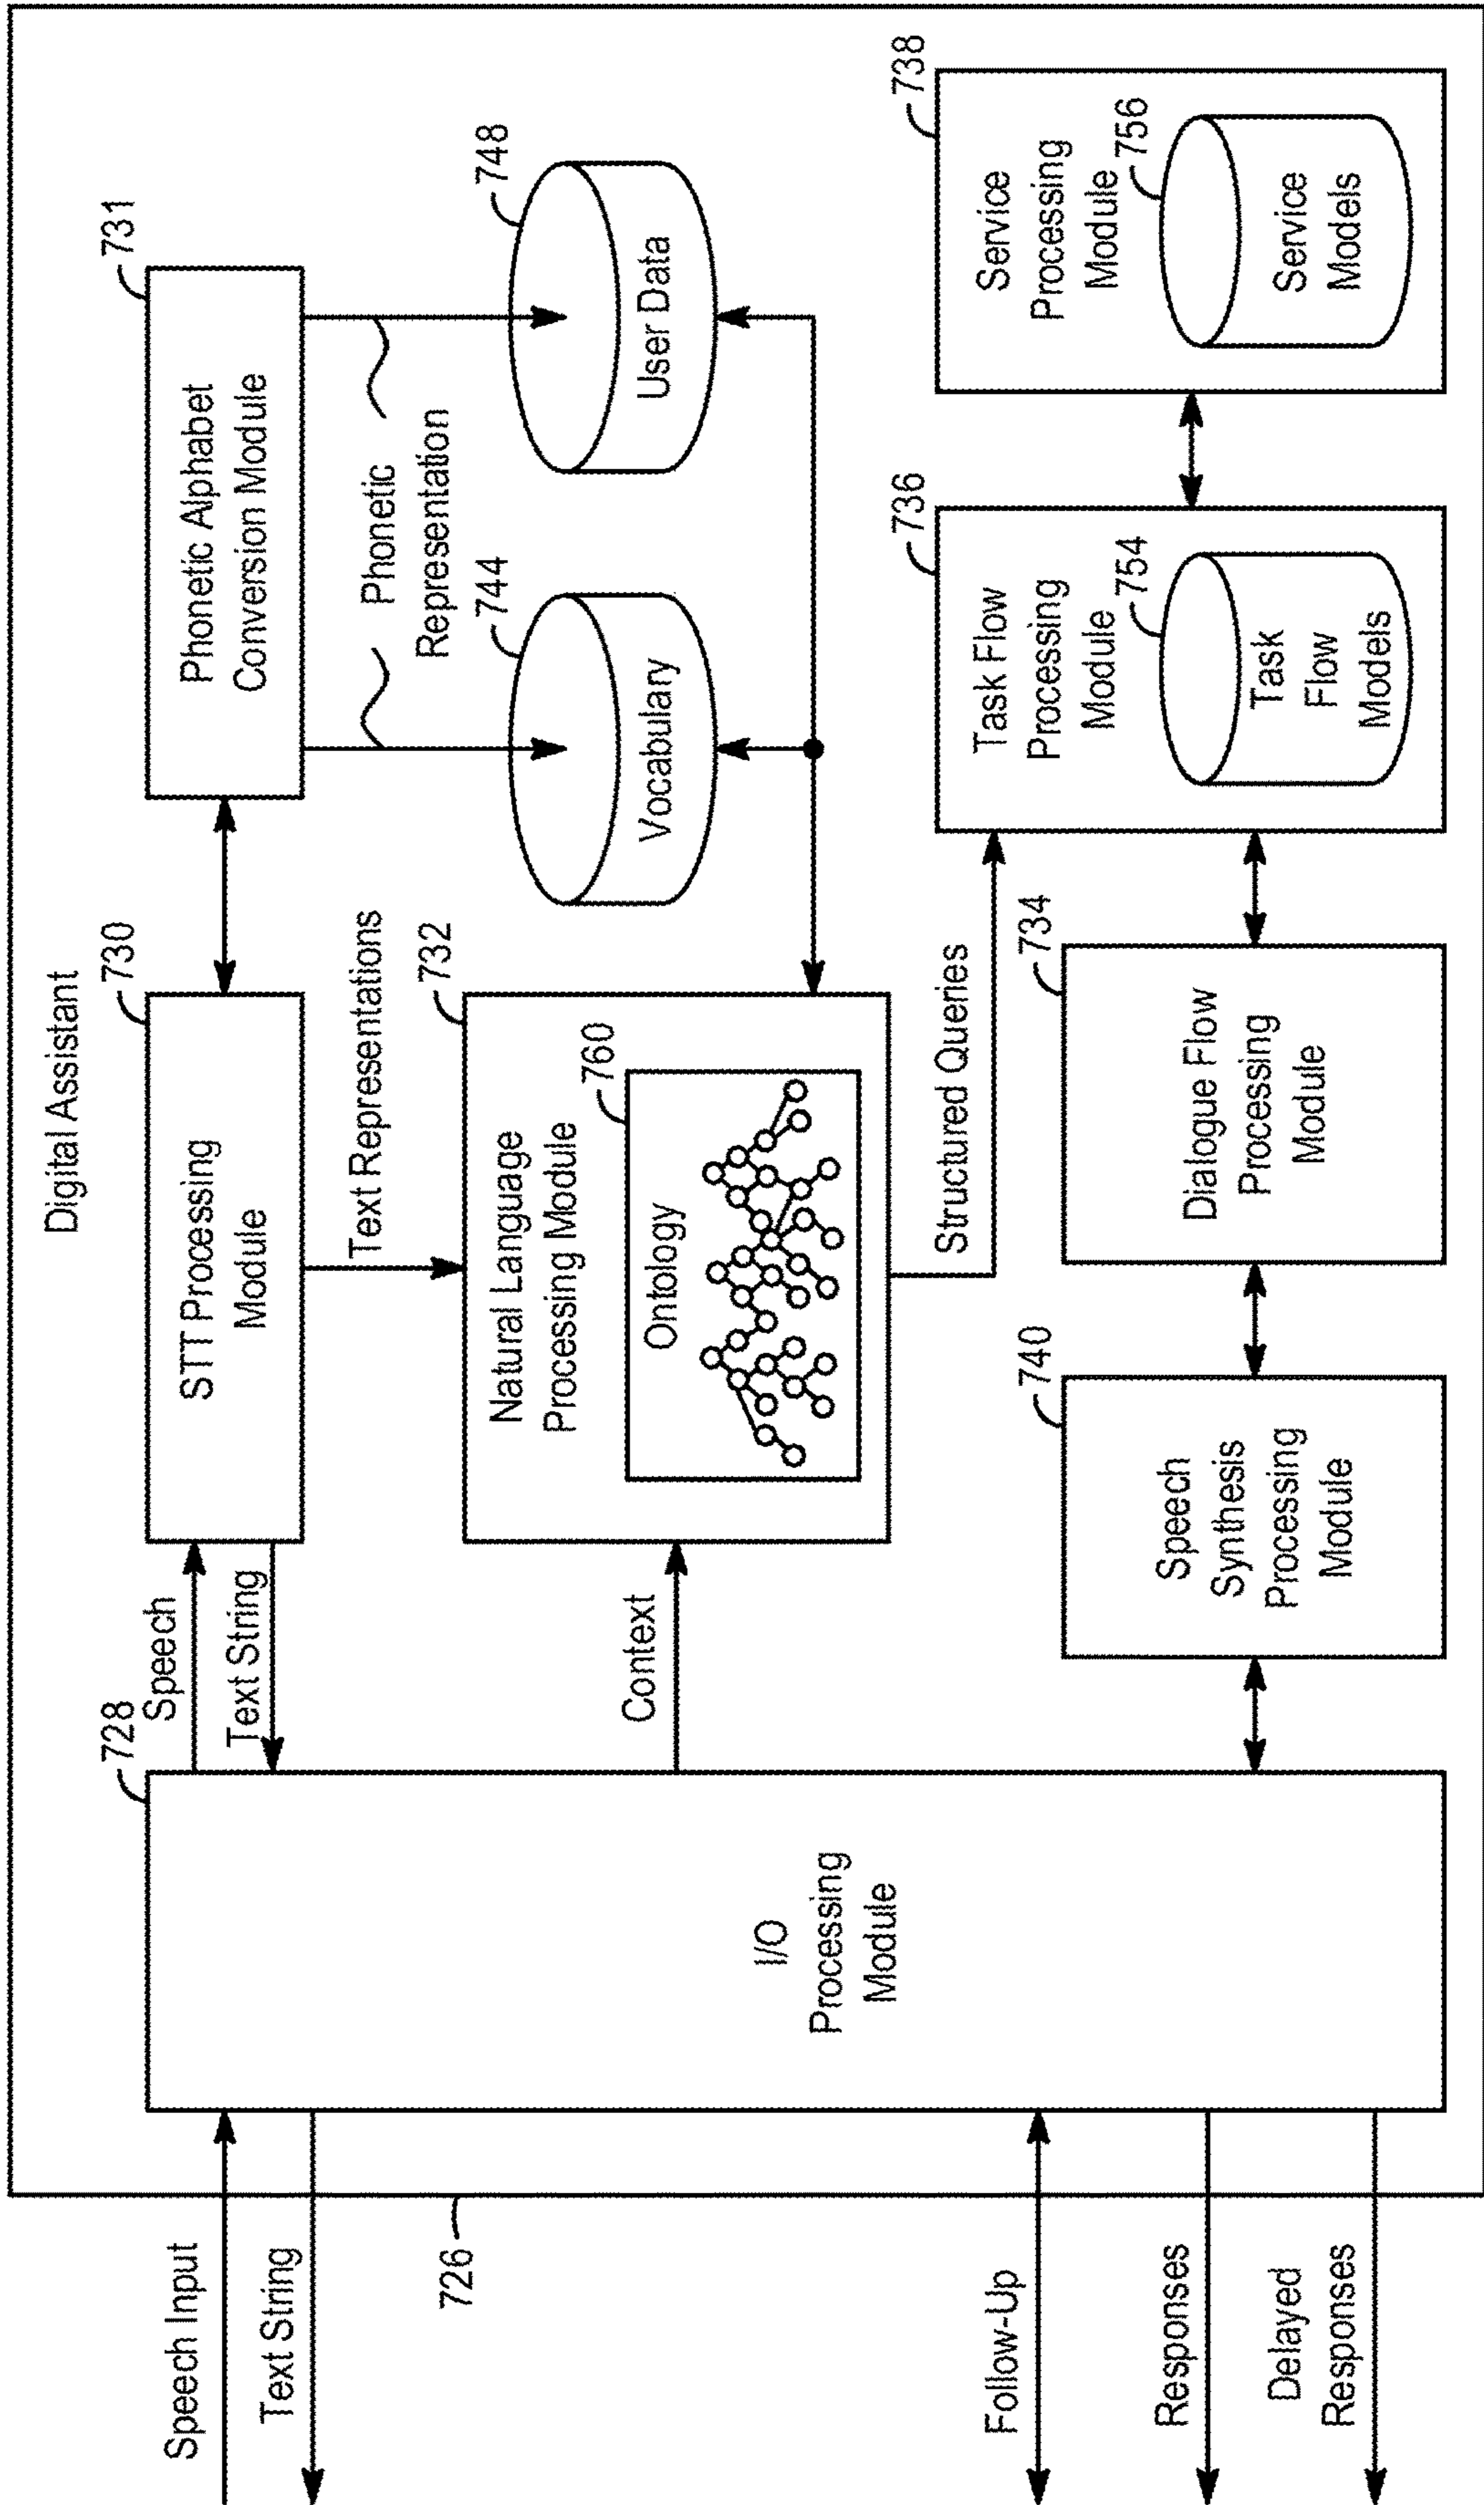 Digital Assistant
Speech Input
Text String
726
Follow-Up
Responses
Delayed
Responses
728
I/O
Processing
Module
Speech
Text String
Context
730
STT Processing
Module
Text Representations
731
Phonetic Alphabet
Conversion Module
Phonetic
Representation
732
Natural Language
Processing Module
760
Ontology
744
Vocabulary
748
User Data
Structured Queries
740
Speech
Synthesis
Processing
Module
734
Dialogue Flow
Processing
Module
736
Task Flow
Processing
Module
754
Task
Flow
Models
738
Service
Processing
Module
756
Service
Models